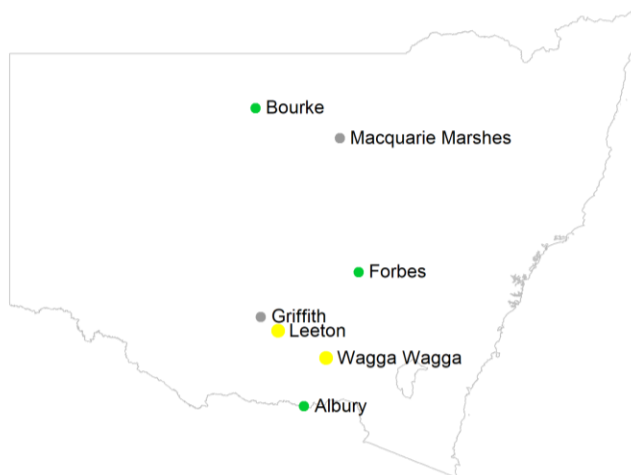 Bourke
Macquarie Marshes
Forbes
Griffith
Leeton
Wagga Wagga
Albury